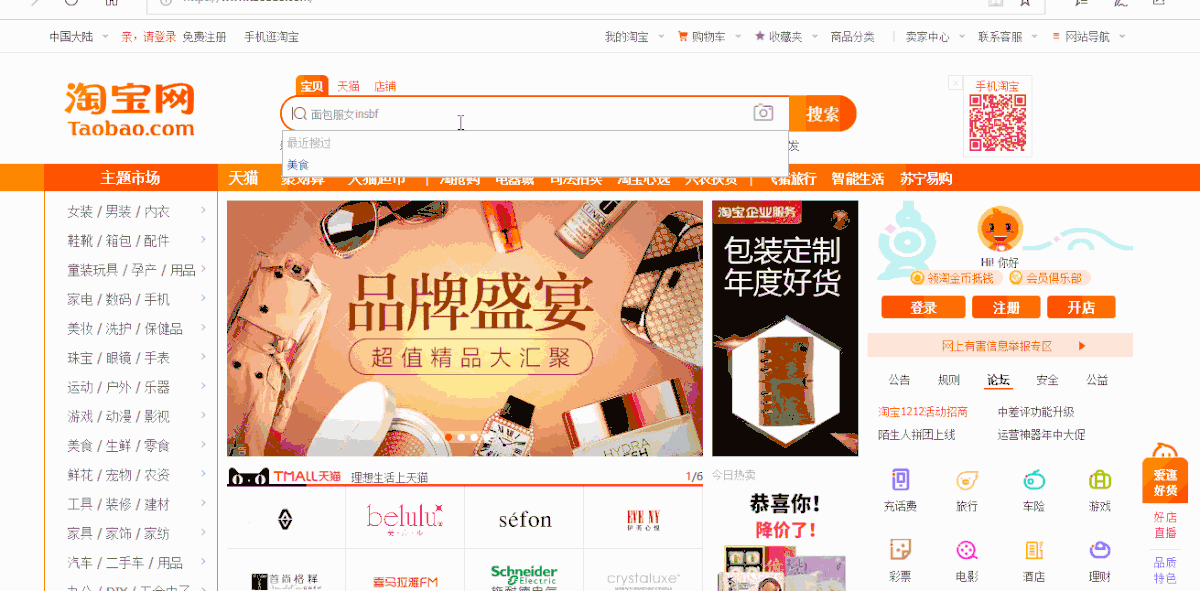 中国大陆
亲，请登录 免费注册
手机逛淘宝
我的淘宝
购物车
收藏夹
商品分类
卖家中心
联系客服
网站导航
淘宝网
Taobao.com
宝贝
天猫
店铺
面包服女insbf
搜索
最近搜过
美食
手机淘宝
主题市场
天猫
聚划算
天猫超市
淘抢购
电器城
司法拍卖
淘宝心选
兴农扶贫
飞猪旅行
智能生活
苏宁易购
女装 / 男装 / 内衣
鞋靴 / 箱包 / 配件
童装玩具 / 孕产 / 用品
家电 / 数码 / 手机
美妆 / 洗护 / 保健品
珠宝 / 眼镜 / 手表
运动 / 户外 / 乐器
游戏 / 动漫 / 影视
美食 / 生鲜 / 零食
鲜花 / 宠物 / 农资
工具 / 装修 / 建材
家具 / 家饰 / 家纺
汽车 / 二手车 / 用品
品牌盛宴
超值精品大汇聚
淘宝企业服务
包装定制
年度好货
Hi! 你好
领淘金币抵钱
会员俱乐部
登录
注册
开店
网上有害信息举报专区
公告
规则
论坛
安全
公益
淘宝1212活动招商
中差评功能升级
陌生人拼团上线
运营神器年中大促
TMALL天猫 理想生活上天猫
1/6
今日热卖
belulu
séfon
EVE NY
伊芙心悦
恭喜你!
降价了!
喜马拉雅FM
Schneider
Electric
crystaluxe
充话费
旅行
车险
游戏
彩票
电影
酒店
理财
爱逛
好货
好店
直播
品质
特色